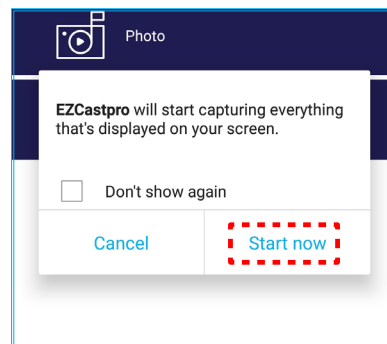 Photo
EZCastpro will start capturing everything
that's displayed on your screen.
Don't show again
Cancel
Start now